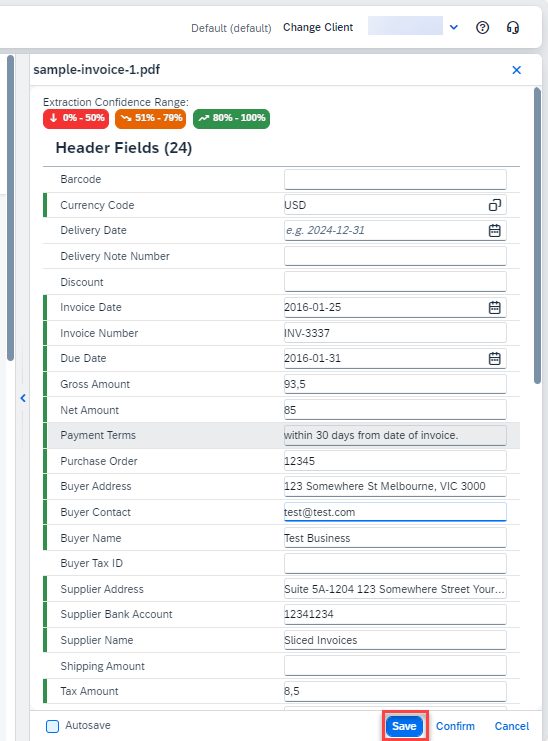 Default (default) Change Client
sample-invoice-1.pdf
Extraction Confidence Range:
0% - 50% 51% - 79% 80% - 100%
Header Fields (24)
Barcode
Currency Code USD
Delivery Date e.g. 2024-12-31
Delivery Note Number
Discount
Invoice Date 2016-01-25
Invoice Number INV-3337
Due Date 2016-01-31
Gross Amount 93,5
Net Amount 85
Payment Terms within 30 days from date of invoice.
Purchase Order 12345
Buyer Address 123 Somewhere St Melbourne, VIC 3000
Buyer Contact test@test.com
Buyer Name Test Business
Buyer Tax ID
Supplier Address Suite 5A-1204 123 Somewhere Street Your...
Supplier Bank Account 12341234
Supplier Name Sliced Invoices
Shipping Amount
Tax Amount 8,5
Autosave Save Confirm Cancel